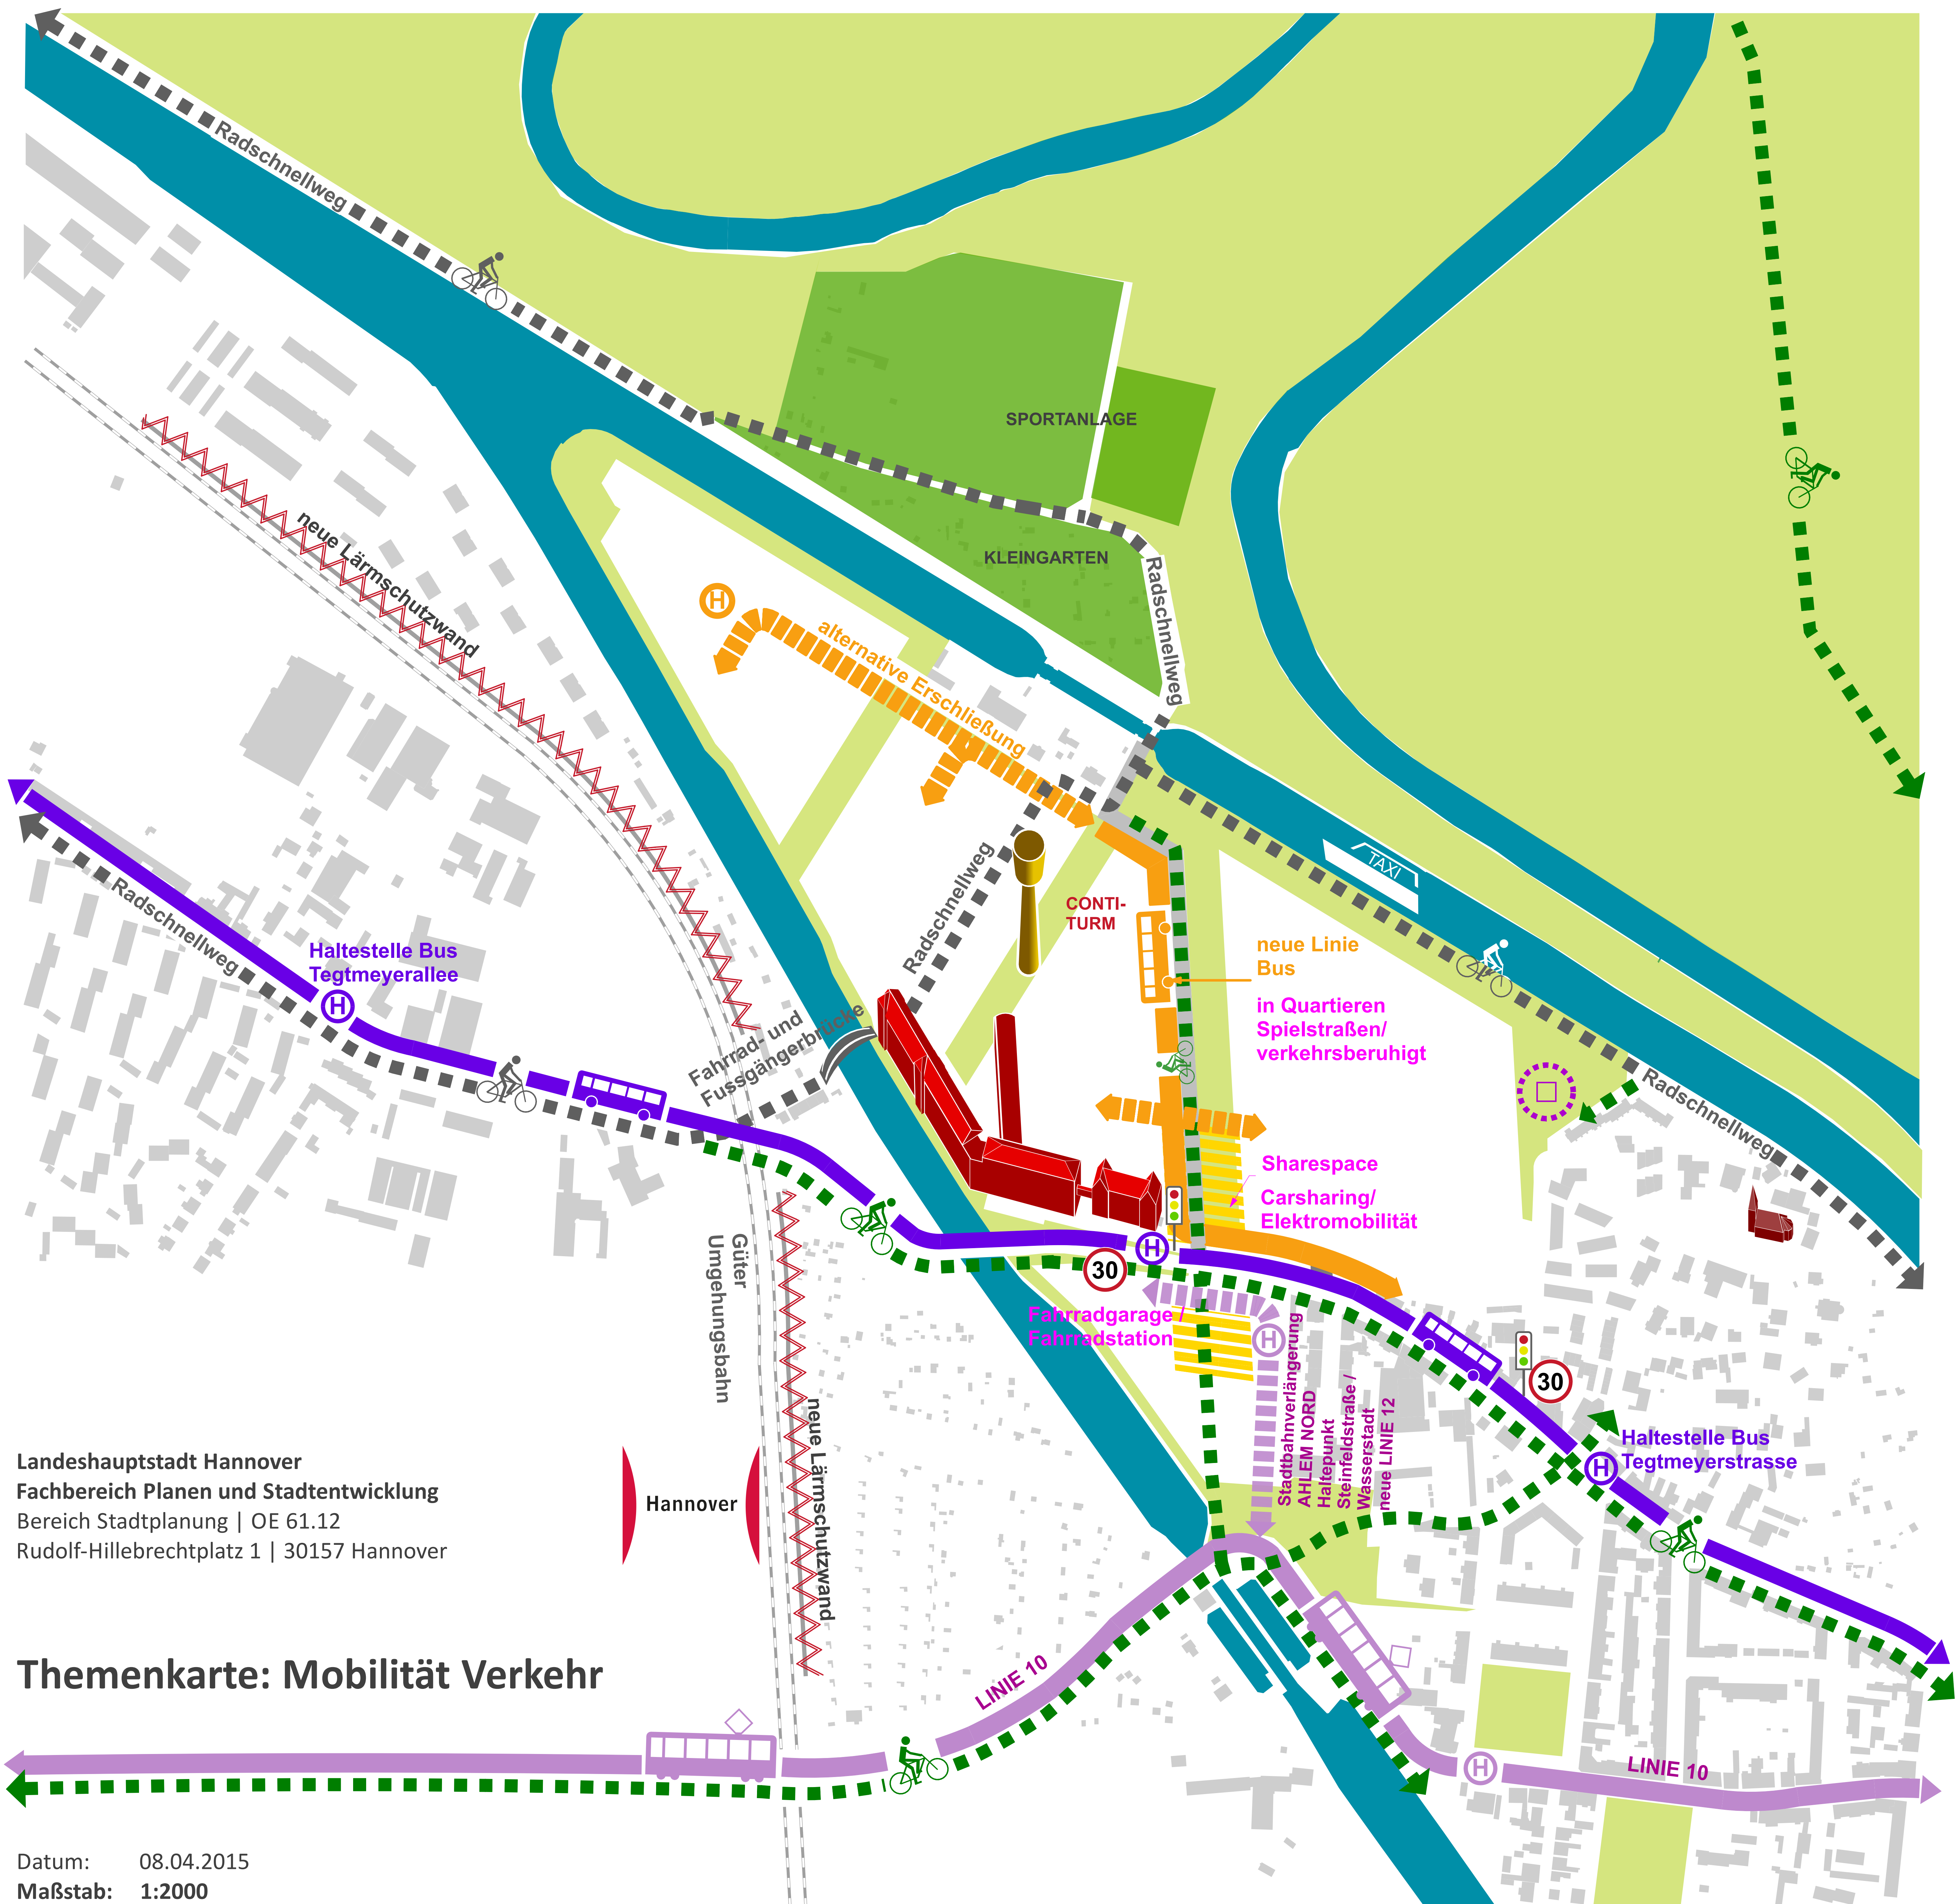 Radschnellweg
SPORTANLAGE
KLEINGARTEN
Radschnellweg
neue Lärmschutzwand
H
alternative Erschließung
TAXI
Radschnellweg
Radschnellweg
CONTI-
TURM
neue Linie
Bus
in Quartieren
Spielstraßen/
verkehrsberuhigt
Haltestelle Bus
Tegtmeyerallee
H
Fahrrad- und
Fussgängerbrücke
Radschnellweg
Sharespace
Carsharing/
Elektromobilität
Güter
Umgehungsbahn
H
30
Fahrradgarage /
Fahrradstation
H
Stadtbahnverlängerung
AHLEM NORD
Haltepunkt
Steinfeldstraße /
Wasserstadt
neue LINIE 12
30
Haltestelle Bus
Tegtmeyerstrasse
H
neue Lärmschutzwand
Landeshauptstadt Hannover
Fachbereich Planen und Stadtentwicklung
Bereich Stadtplanung | OE 61.12
Rudolf-Hillebrechtplatz 1 | 30157 Hannover
Hannover
Themenkarte: Mobilität Verkehr
LINIE 10
H
LINIE 10
Datum: 08.04.2015
Maßstab: 1:2000